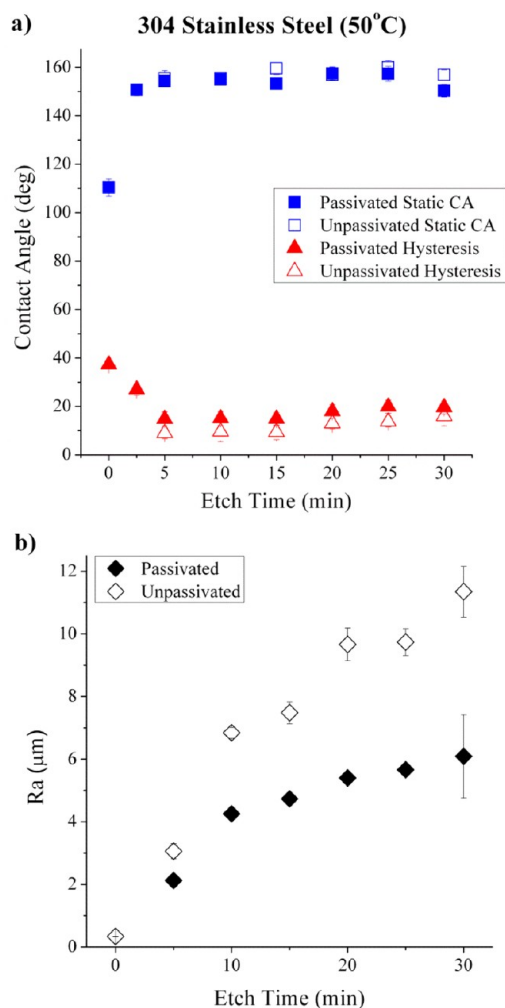 a) 304 Stainless Steel (50°C)
160
140
120
100
80
60
40
20
0
Contact Angle (deg)
Passivated Static CA
Unpassivated Static CA
Passivated Hysteresis
Unpassivated Hysteresis
0 5 10 15 20 25 30
Etch Time (min)
b)
Passivated
Unpassivated
12
10
8
6
4
2
0
Ra (μm)
0 10 20 30
Etch Time (min)